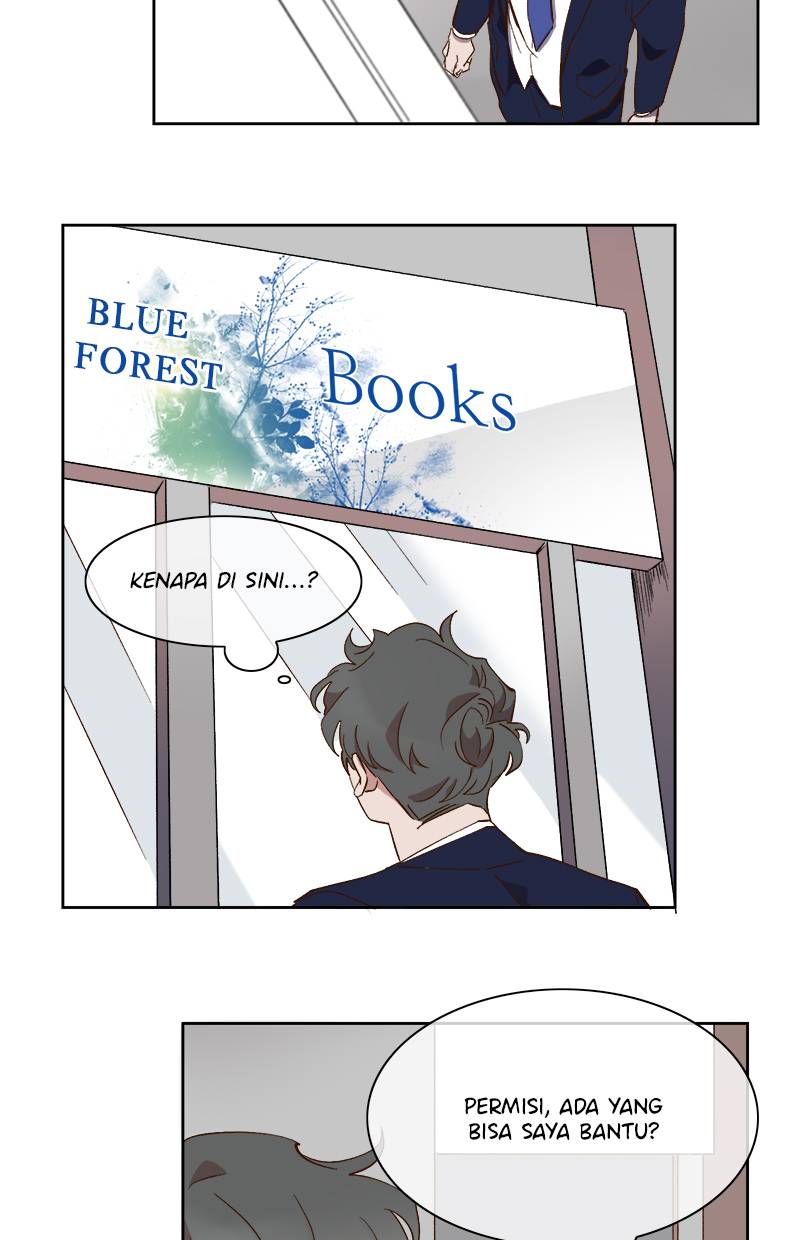 BLUE
FOREST
Books
KENAPA DI SINI...?
PERMISI, ADA YANG
BISA SAYA BANTU?